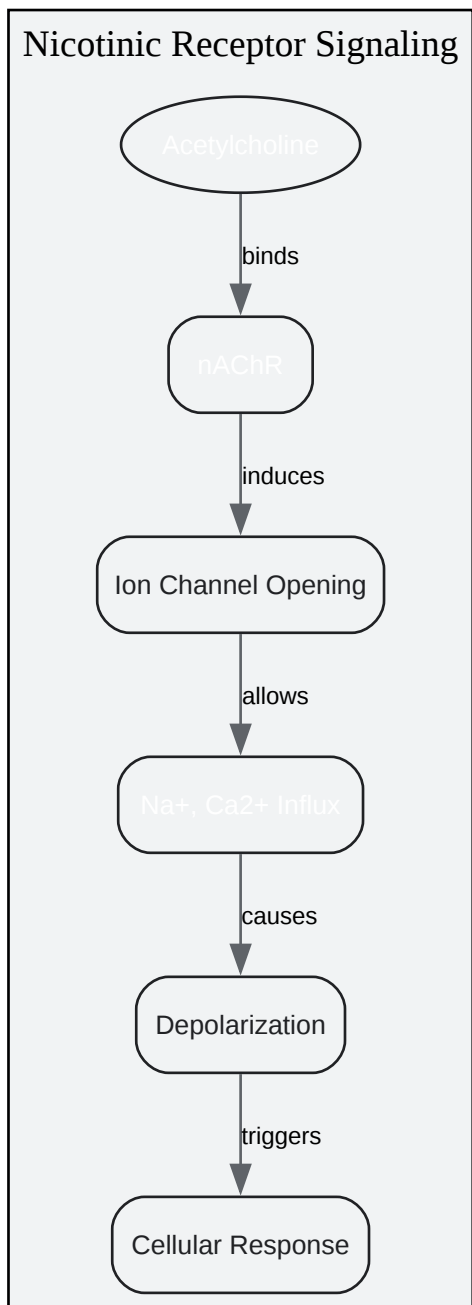 Nicotinic Receptor Signaling
Acetylcholine
binds
nAChR
induces
Ion Channel Opening
allows
Na+, Ca2+ Influx
causes
Depolarization
triggers
Cellular Response